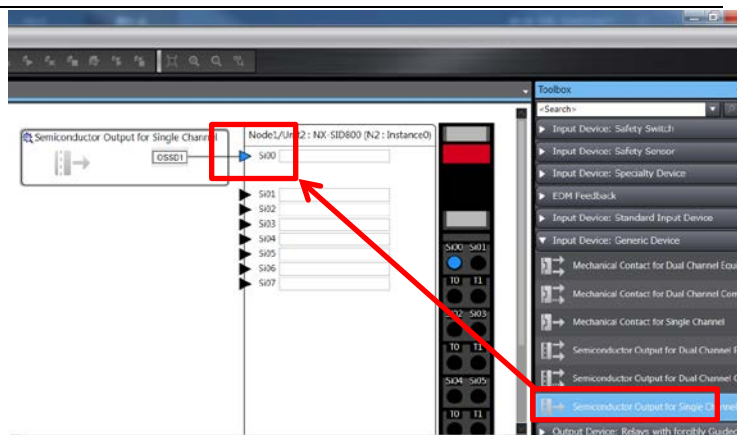 Toolbox
<Search>
Input Device: Safety Switch
Input Device: Safety Sensor
Input Device: Specialty Device
EDM Feedback
Input Device: Standard Input Device
Input Device: Generic Device
Mechanical Contact for Dual Channel Equi
Mechanical Contact for Dual Channel Com
Mechanical Contact for Single Channel
Semiconductor Output for Dual Channel E
Semiconductor Output for Dual Channel C
Semiconductor Output for Single Channel
Output Device: Relays with forcibly Guided
Semiconductor Output for Single Channel
OSSD1
Node1/Unit2 : NX-SID800 (N2 : Instance0)
Si00
Si01
Si02
Si03
Si04
Si05
Si06
Si07
Si00 Si01
T0 T1
Si02 Si03
T0 T1
Si04 Si05
T0 T1